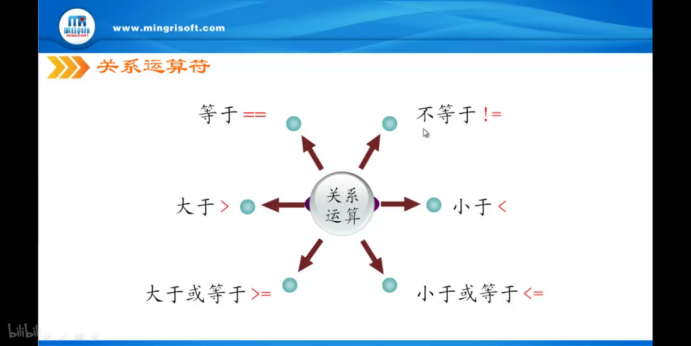 www.mingrisoft.com
关系运算符
等于 ==
不等于 !=
大于 >
关系
运算
小于 <
大于或等于 >=
小于或等于 <=